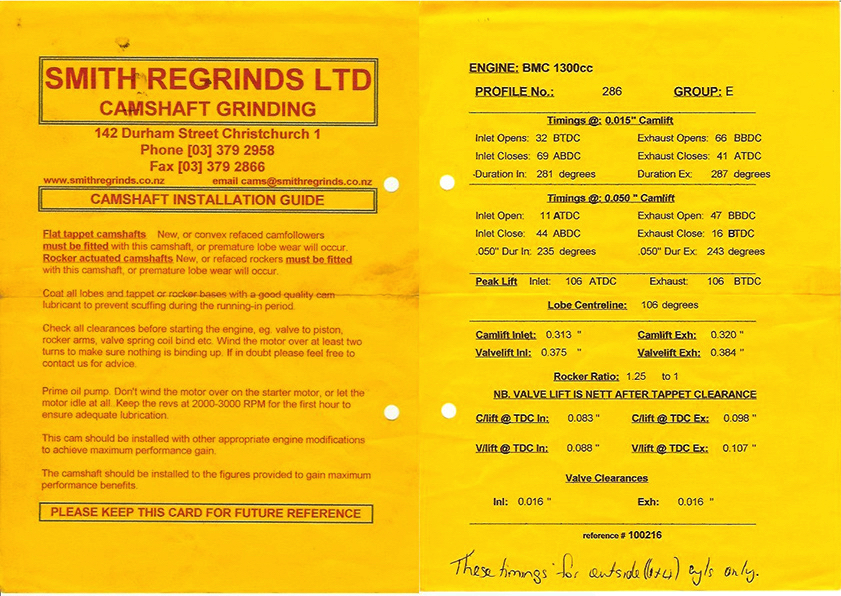 SMITH REGRINDS LTD
CAMSHAFT GRINDING
142 Durham Street Christchurch 1
Phone [03] 379 2958
Fax [03] 379 2866
www.smithregrinds.co.nz email cams@smithregrinds.co.nz
CAMSHAFT INSTALLATION GUIDE
Flat tappet camshafts New, or convex refaced camfollowers
must be fitted with this camshaft, or premature lobe wear will occur.
Rocker actuated camshafts New, or refaced rockers must be fitted
with this camshaft, or premature lobe wear will occur.
Coat all lobes and tappet or rocker bases with a good quality cam
lubricant to prevent scuffing during the running-in period.
Check all clearances before starting the engine, eg. valve to piston,
rocker arms, valve spring coil bind etc. Wind the motor over at least two
turns to make sure nothing is binding up. If in doubt please feel free to
contact us for advice.
Prime oil pump. Don't wind the motor over on the starter motor, or let the
motor idle at all. Keep the revs at 2000-3000 RPM for the first hour to
ensure adequate lubrication.
This cam should be installed with other appropriate engine modifications
to achieve maximum performance gain.
The camshaft should be installed to the figures provided to gain maximum
performance benefits.
PLEASE KEEP THIS CARD FOR FUTURE REFERENCE
ENGINE: BMC 1300cc
PROFILE No.: 286 GROUP: E
Timings @: 0.015" Camlift
Inlet Opens: 32 BTDC Exhaust Opens: 66 BBDC
Inlet Closes: 69 ABDC Exhaust Closes: 41 ATDC
Duration In: 281 degrees Duration Ex: 287 degrees
Timings @: 0.050 " Camlift
Inlet Open: 11 ATDC Exhaust Open: 47 BBDC
Inlet Close: 44 ABDC Exhaust Close: 16 BTDC
.050" Dur In: 235 degrees .050" Dur Ex: 243 degrees
Peak Lift Inlet: 106 ATDC Exhaust: 106 BTDC
Lobe Centreline: 106 degrees
Camlift Inlet: 0.313 " Camlift Exh: 0.320 "
Valvelift Inl: 0.375 " Valvelift Exh: 0.384 "
Rocker Ratio: 1.25 to 1
NB. VALVE LIFT IS NETT AFTER TAPPET CLEARANCE
C/lift @ TDC In: 0.083 " C/lift @ TDC Ex: 0.098 "
V/lift @ TDC In: 0.088 " V/lift @ TDC Ex: 0.107 "
Valve Clearances
Inl: 0.016 " Exh: 0.016 "
reference # 100216
These timings for outside (1+4) cyls only.